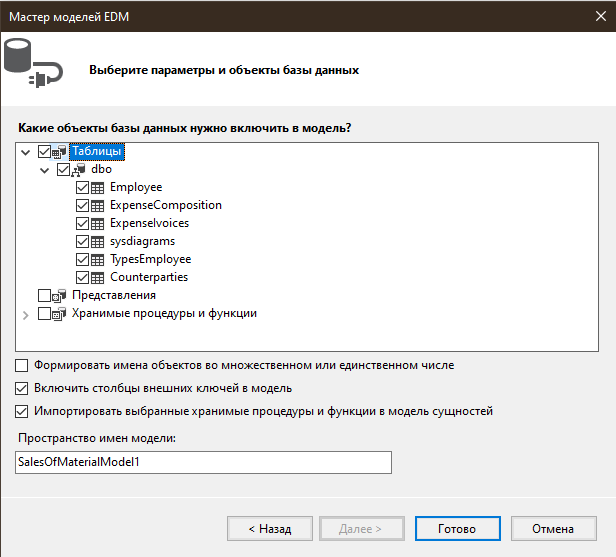 Мастер моделей EDM
Выберите параметры и объекты базы данных
Какие объекты базы данных нужно включить в модель?
Таблицы
dbo
Employee
ExpenseComposition
ExpenseIvoices
sysdiagrams
TypesEmployee
Counterparties
Представления
Хранимые процедуры и функции
Формировать имена объектов во множественном или единственном числе
Включить столбцы внешних ключей в модель
Импортировать выбранные хранимые процедуры и функции в модель сущностей
Пространство имен модели:
SalesOfMaterialModel1
< Назад
Далее >
Готово
Отмена